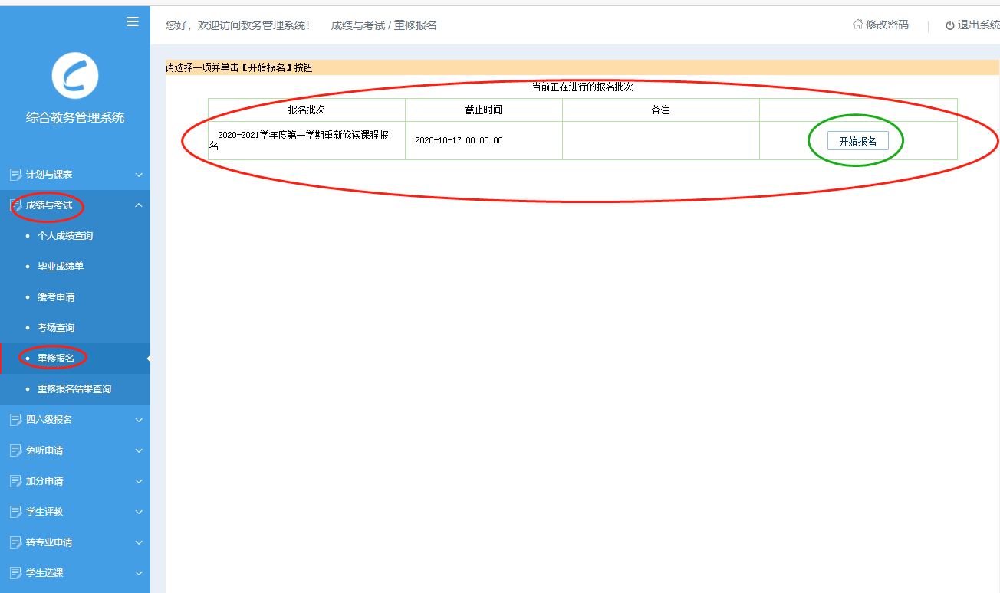 您好，欢迎访问教务管理系统！ 成绩与考试 / 重修报名
修改密码 | 退出系统
综合教务管理系统
计划与课表
成绩与考试
个人成绩查询
毕业成绩单
缓考申请
考场查询
重修报名
重修报名结果查询
四六级报名
免听申请
加分申请
学生评教
转专业申请
学生选课
请选择一项并单击【开始报名】按钮
当前正在进行的报名批次
报名批次 截止时间 备注
2020-2021学年度第一学期重新修读课程报
名
2020-10-17 00:00:00
开始报名